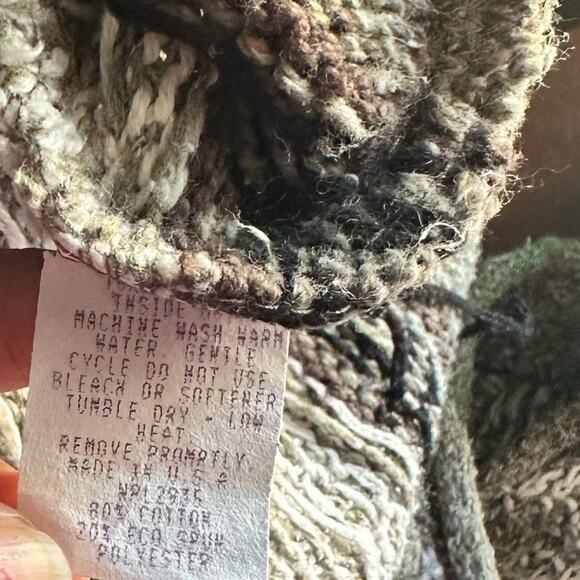 INSIDE
MACHINE WASH WARM
WATER, GENTLE
CYCLE DO NOT USE
BLEACH OR SOFTENER
TUMBLE DRY - LOW
HEAT
REMOVE PROMPTLY
MADE IN U S A
80% COTTON
20% ECO SPUN
POLYESTER